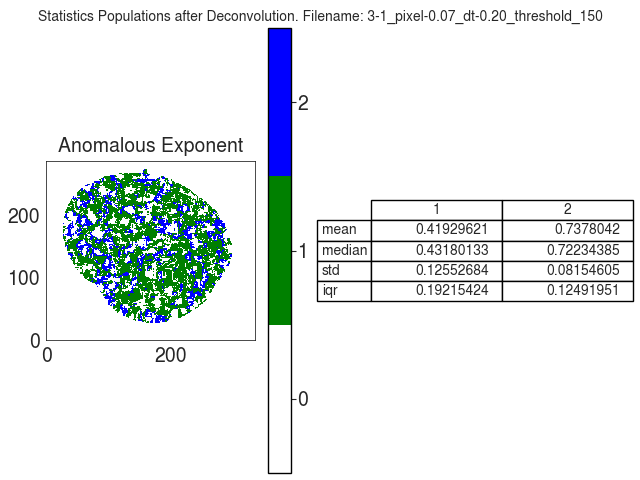 Statistics Populations after Deconvolution. Filename: 3-1_pixel-0.07_dt-0.20_threshold_150
Anomalous Exponent
200
100
0
0 200
2
1
0
1 2
mean 0.41929621 0.7378042
median 0.43180133 0.72234385
std 0.12552684 0.08154605
iqr 0.19215424 0.12491951